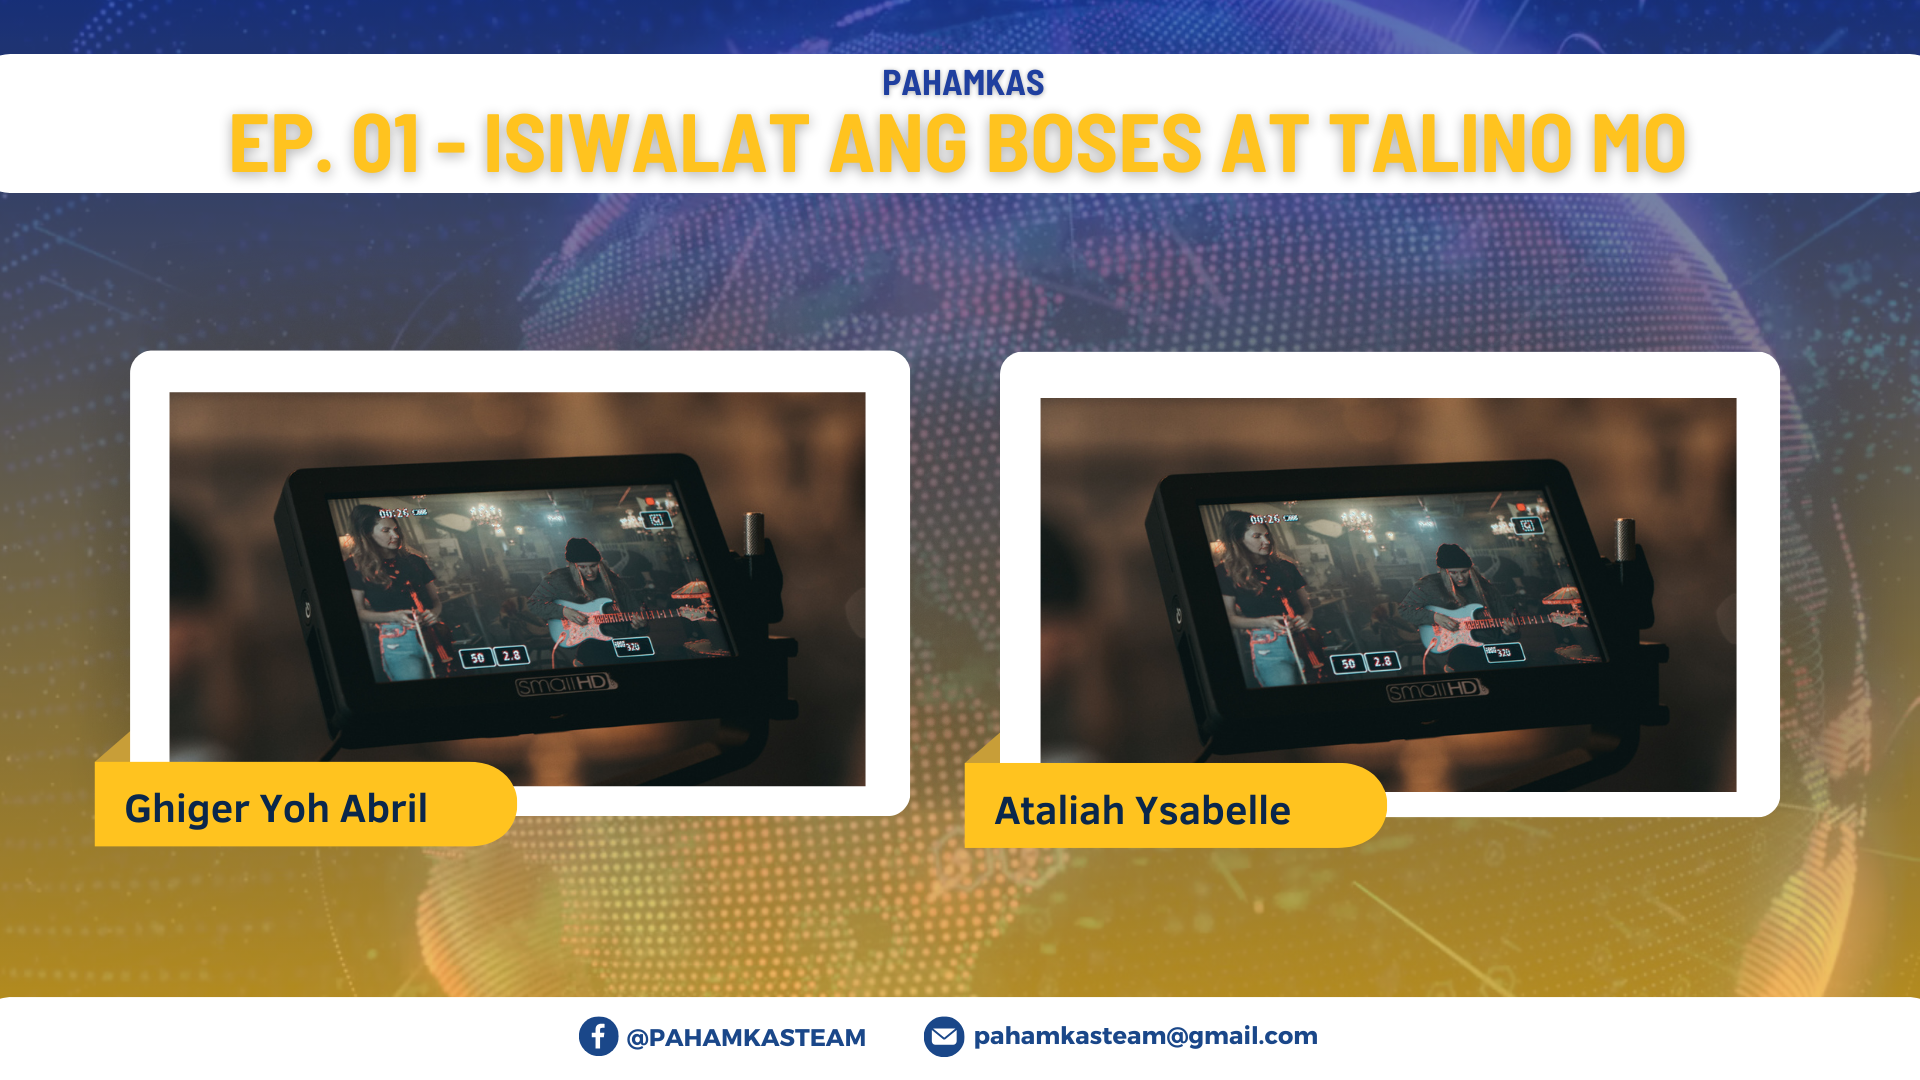 PAHAMKAS
EP. 01 - ISIWALAT ANG BOSES AT TALINO MO
00:26
50 2.8
320
smallHD
00:26
50 2.8
320
smallHD
Ghiger Yoh Abril
Ataliah Ysabelle
@PAHAMKASTEAM
pahamkasteam@gmail.com